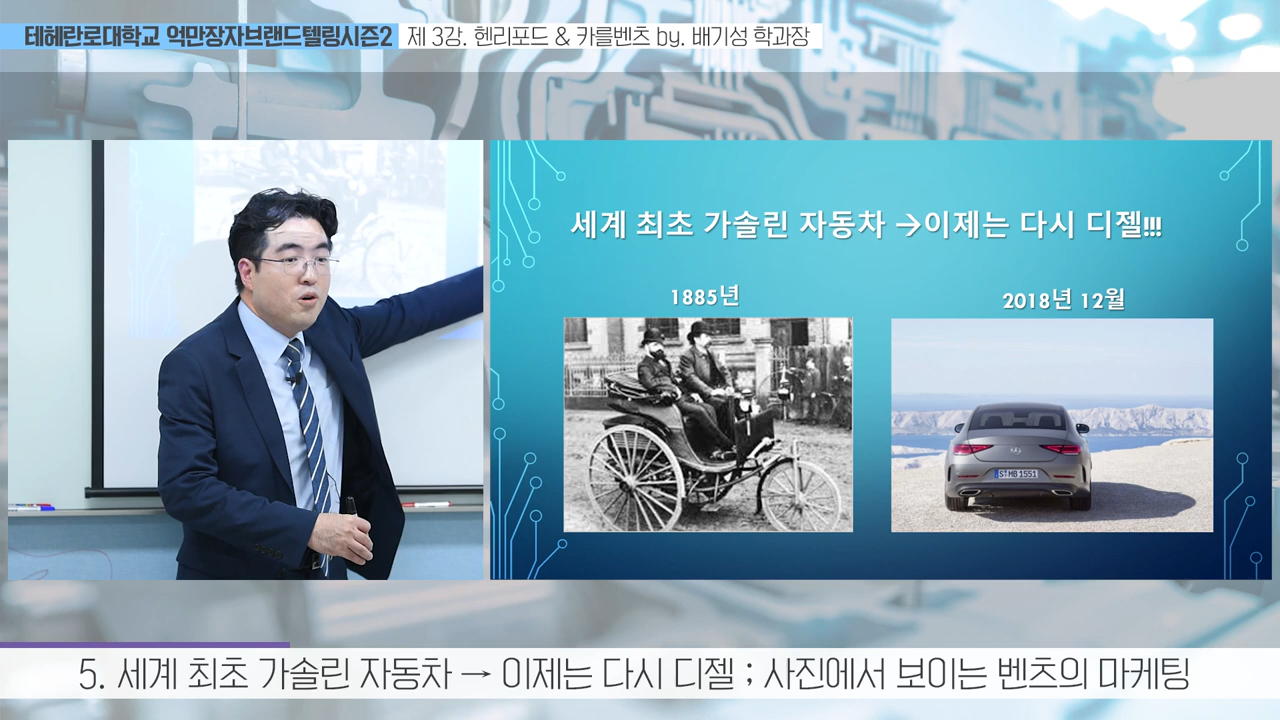 테헤란로대학교 억만장자브랜드텔링시즌2 제 3강. 헨리포드 & 카를벤츠 by. 배기성 학과장
세계 최초 가솔린 자동차 →이제는 다시 디젤!!!
1885년
2018년 12월
S MB 1551
5. 세계 최초 가솔린 자동차 → 이제는 다시 디젤 ; 사진에서 보이는 벤츠의 마케팅